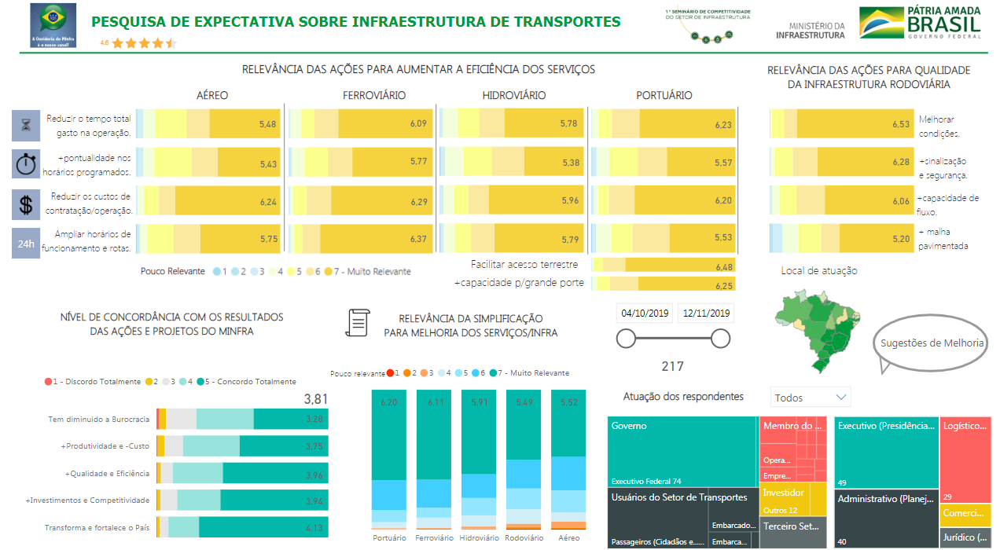 A Ouvidoria do Minfra
é o nosso canal!
PESQUISA DE EXPECTATIVA SOBRE INFRAESTRUTURA DE TRANSPORTES
4.6
1º SEMINÁRIO DE COMPETITIVIDADE
DO SETOR DE INFRAESTRUTURA
MINISTÉRIO DA
INFRAESTRUTURA
PÁTRIA AMADA
BRASIL
GOVERNO FEDERAL
RELEVÂNCIA DAS AÇÕES PARA AUMENTAR A EFICIÊNCIA DOS SERVIÇOS
AÉREO FERROVIÁRIO HIDROVIÁRIO PORTUÁRIO
Reduzir o tempo total
gasto na operação.
5,48 6,09 5,78 6,23
+pontualidade nos
horários programados.
5,43 5,77 5,38 5,57
$
Reduzir os custos de
contratação/operação.
6,24 6,29 5,96 6,20
24h
Ampliar horários de
funcionamento e rotas.
5,75 6,37 5,79 5,53
Facilitar acesso terrestre 6,48
+capacidade p/grande porte 6,25
Pouco Relevante 1 2 3 4 5 6 7 - Muito Relevante
RELEVÂNCIA DAS AÇÕES PARA QUALIDADE
DA INFRAESTRUTURA RODOVIÁRIA
6,53 Melhorar
condições.
6,28 +sinalização
e segurança.
6,06 +capacidade de
fluxo.
5,20 + malha
pavimentada
Local de atuação
Sugestões de Melhoria
NÍVEL DE CONCORDÂNCIA COM OS RESULTADOS
DAS AÇÕES E PROJETOS DO MINFRA
1 - Discordo Totalmente 2 3 4 5 - Concordo Totalmente
3,81
Tem diminuido a Burocracia 3,28
+Produtividade e -Custo 3,75
+Qualidade e Eficiência 3,96
+Investimentos e Competitividade 3,94
Transforma e fortalece o País 4,13
RELEVÂNCIA DA SIMPLIFICAÇÃO
PARA MELHORIA DOS SERVIÇOS/INFRA
Pouco relevante 1 2 3 4 5 6 7 - Muito Relevante
6,20 6,11 5,91 5,49 5,52
Portuário Ferroviário Hidroviário Rodoviário Aéreo
04/10/2019 12/11/2019
217
Atuação dos respondentes
Todos
Governo
Executivo Federal 74
Usuários do Setor de Transportes
Passageiros (Cidadãos e......
Embarcado...
Embarca...
Membro do ...
Opera...
Empre...
Investidor
Outros 12
Terceiro Set...
Executivo (Presidência...
49
Administrativo (Planej...
40
Logístico...
29
Comerci...
Jurídico (...